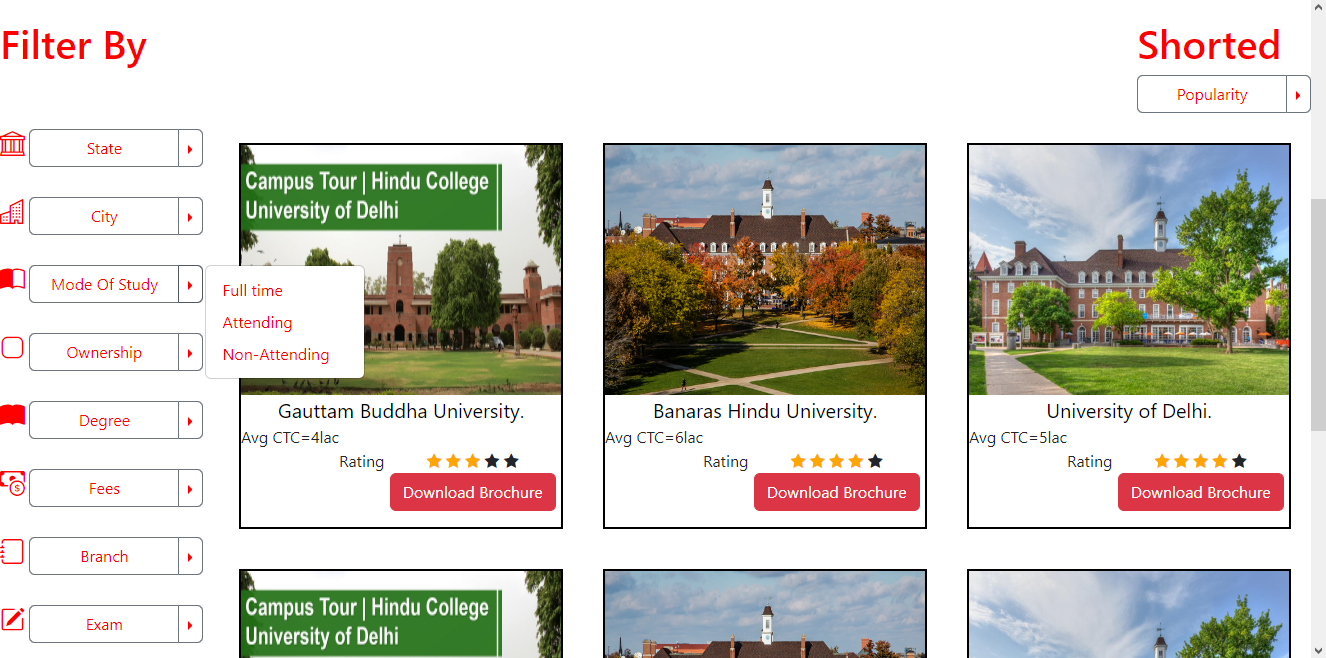 Filter By
Shorted
Popularity
State
City
Mode Of Study
Full time
Attending
Non-Attending
Ownership
Degree
Fees
Branch
Exam
Campus Tour | Hindu College
University of Delhi
Gauttam Buddha University.
Avg CTC=4lac
Rating
Download Brochure
Banaras Hindu University.
Avg CTC=6lac
Rating
Download Brochure
University of Delhi.
Avg CTC=5lac
Rating
Download Brochure
Campus Tour | Hindu College
University of Delhi